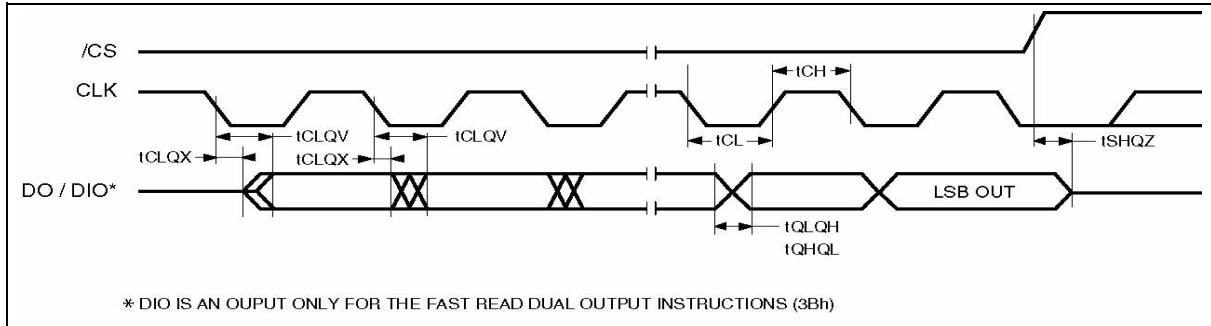 /CS
tCH
CLK
tCLQV
tCLQV
tCL
tSHQZ
tCLQX
tCLQX
DO / DIO*
LSB OUT
tQLQH
tQHQL
* DIO IS AN OUPUT ONLY FOR THE FAST READ DUAL OUTPUT INSTRUCTIONS (3Bh)